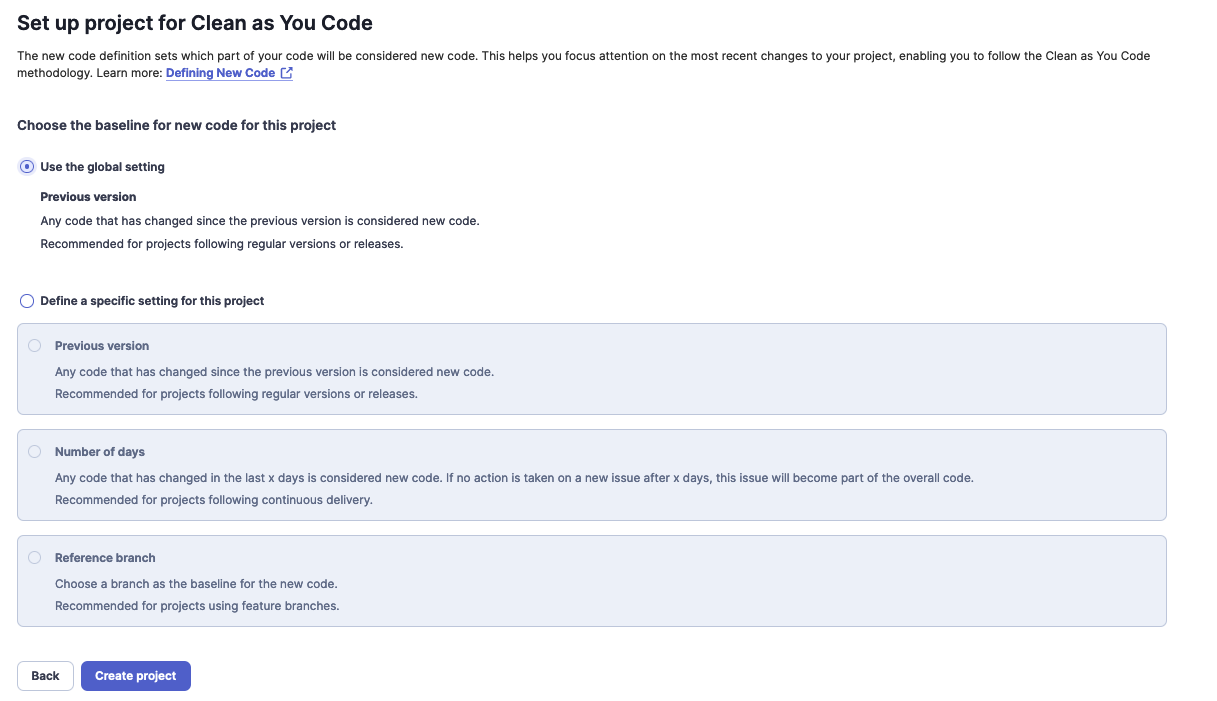 Set up project for Clean as You Code
The new code definition sets which part of your code will be considered new code. This helps you focus attention on the most recent changes to your project, enabling you to follow the Clean as You Code
methodology. Learn more: Defining New Code
Choose the baseline for new code for this project
Use the global setting
Previous version
Any code that has changed since the previous version is considered new code.
Recommended for projects following regular versions or releases.
Define a specific setting for this project
Previous version
Any code that has changed since the previous version is considered new code.
Recommended for projects following regular versions or releases.
Number of days
Any code that has changed in the last x days is considered new code. If no action is taken on a new issue after x days, this issue will become part of the overall code.
Recommended for projects following continuous delivery.
Reference branch
Choose a branch as the baseline for the new code.
Recommended for projects using feature branches.
Back Create project